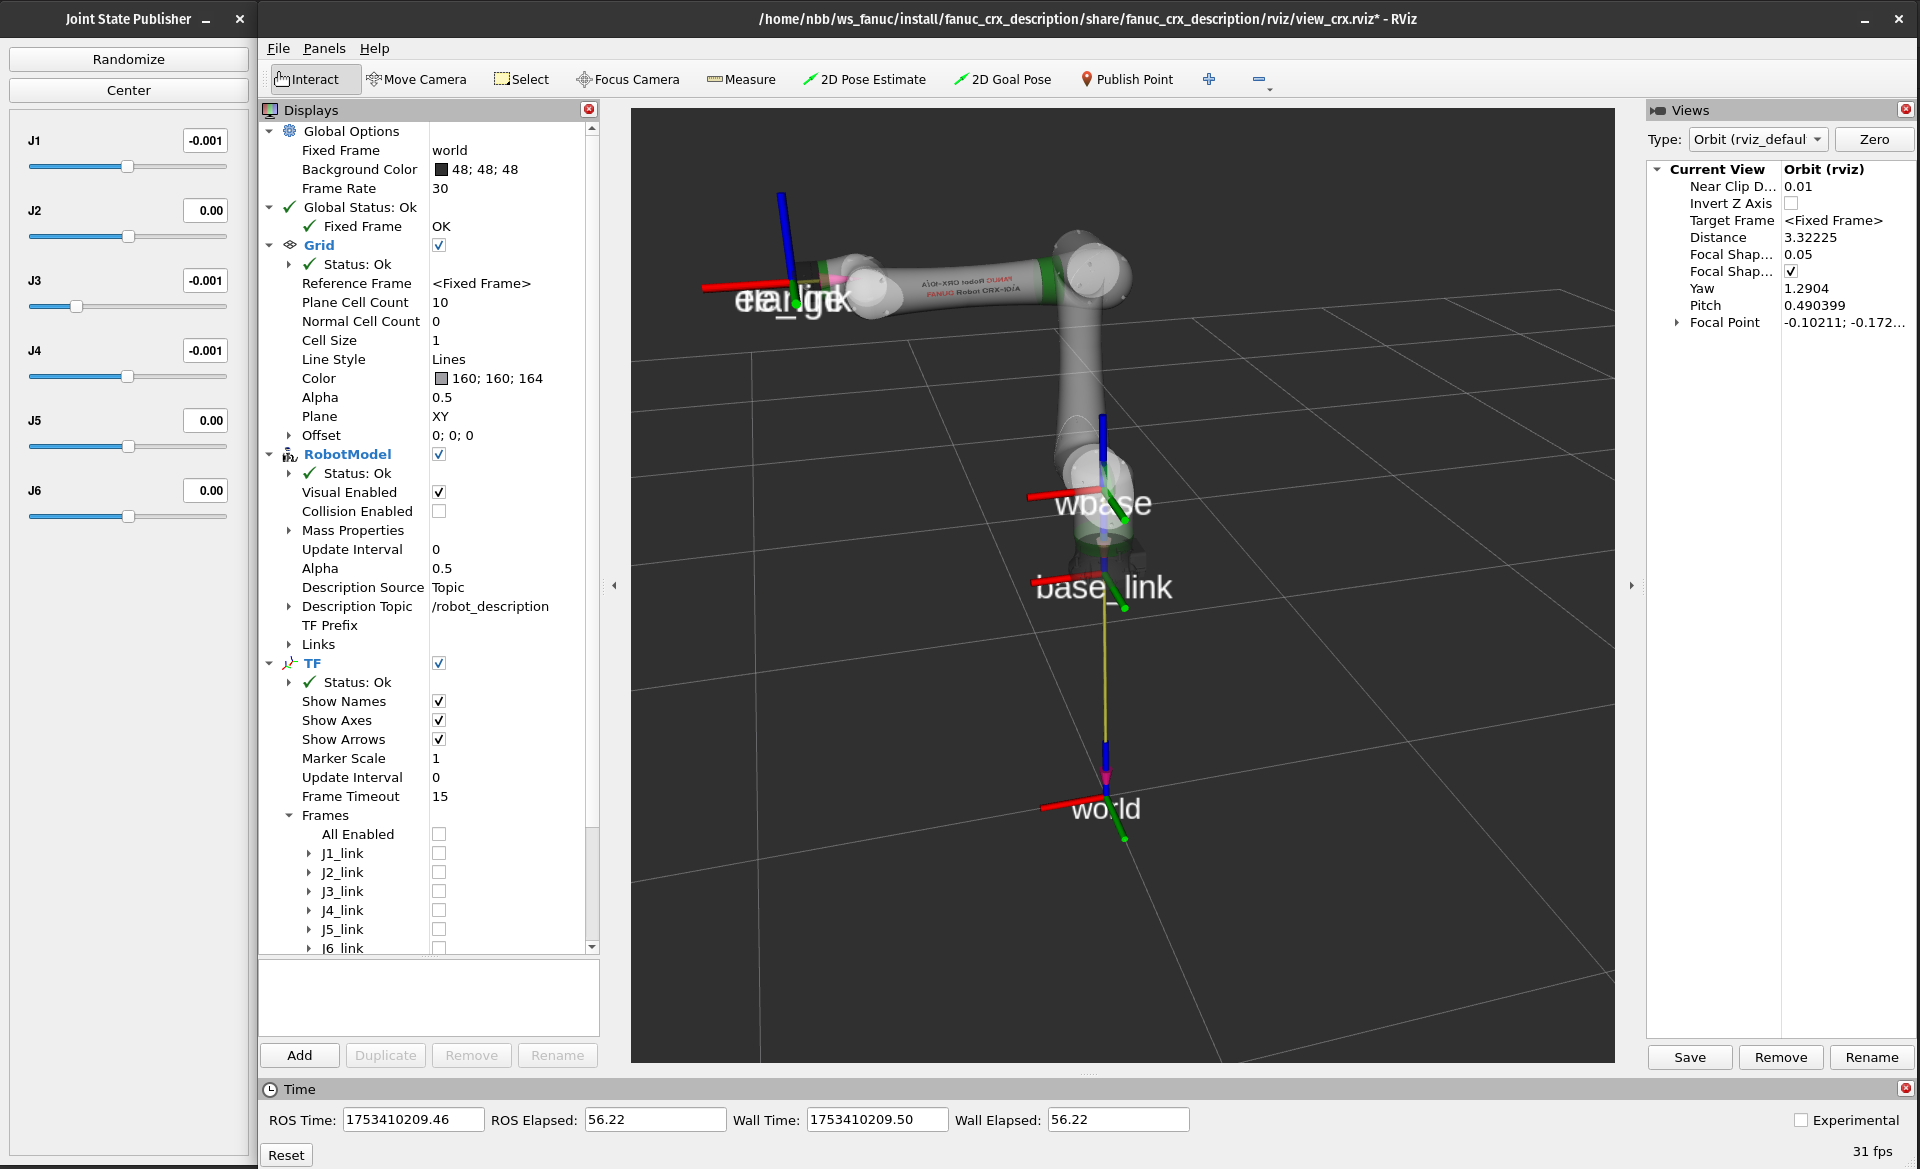 Joint State Publisher
Randomize
Center
J1 -0.001
J2 0.00
J3 -0.001
J4 -0.001
J5 0.00
J6 0.00
/home/nbb/ws_fanuc/install/fanuc_crx_description/share/fanuc_crx_description/rviz/view_crx.rviz* - RViz
File Panels Help
Interact Move Camera Select Focus Camera Measure 2D Pose Estimate 2D Goal Pose Publish Point
Displays
Global Options
Fixed Frame world
Background Color 48; 48; 48
Frame Rate 30
Global Status: Ok
Fixed Frame OK
Grid
Status: Ok
Reference Frame <Fixed Frame>
Plane Cell Count 10
Normal Cell Count 0
Cell Size 1
Line Style Lines
Color 160; 160; 164
Alpha 0.5
Plane XY
Offset 0; 0; 0
RobotModel
Status: Ok
Visual Enabled
Collision Enabled
Mass Properties
Update Interval 0
Alpha 0.5
Description Source Topic
Description Topic /robot_description
TF Prefix
Links
TF
Status: Ok
Show Names
Show Axes
Show Arrows
Marker Scale 1
Update Interval 0
Frame Timeout 15
Frames
All Enabled
J1_link
J2_link
J3_link
J4_link
J5_link
J6_link
Add Duplicate Remove Rename
FANUC Robot CRX-10iA
wbase
base_link
world
Views
Type: Orbit (rviz_defaul Zero
Current View Orbit (rviz)
Near Clip D... 0.01
Invert Z Axis
Target Frame <Fixed Frame>
Distance 3.32225
Focal Shap... 0.05
Focal Shap...
Yaw 1.2904
Pitch 0.490399
Focal Point -0.10211; -0.172...
Save Remove Rename
Time
ROS Time: 1753410209.46 ROS Elapsed: 56.22 Wall Time: 1753410209.50 Wall Elapsed: 56.22 Experimental
Reset 31 fps